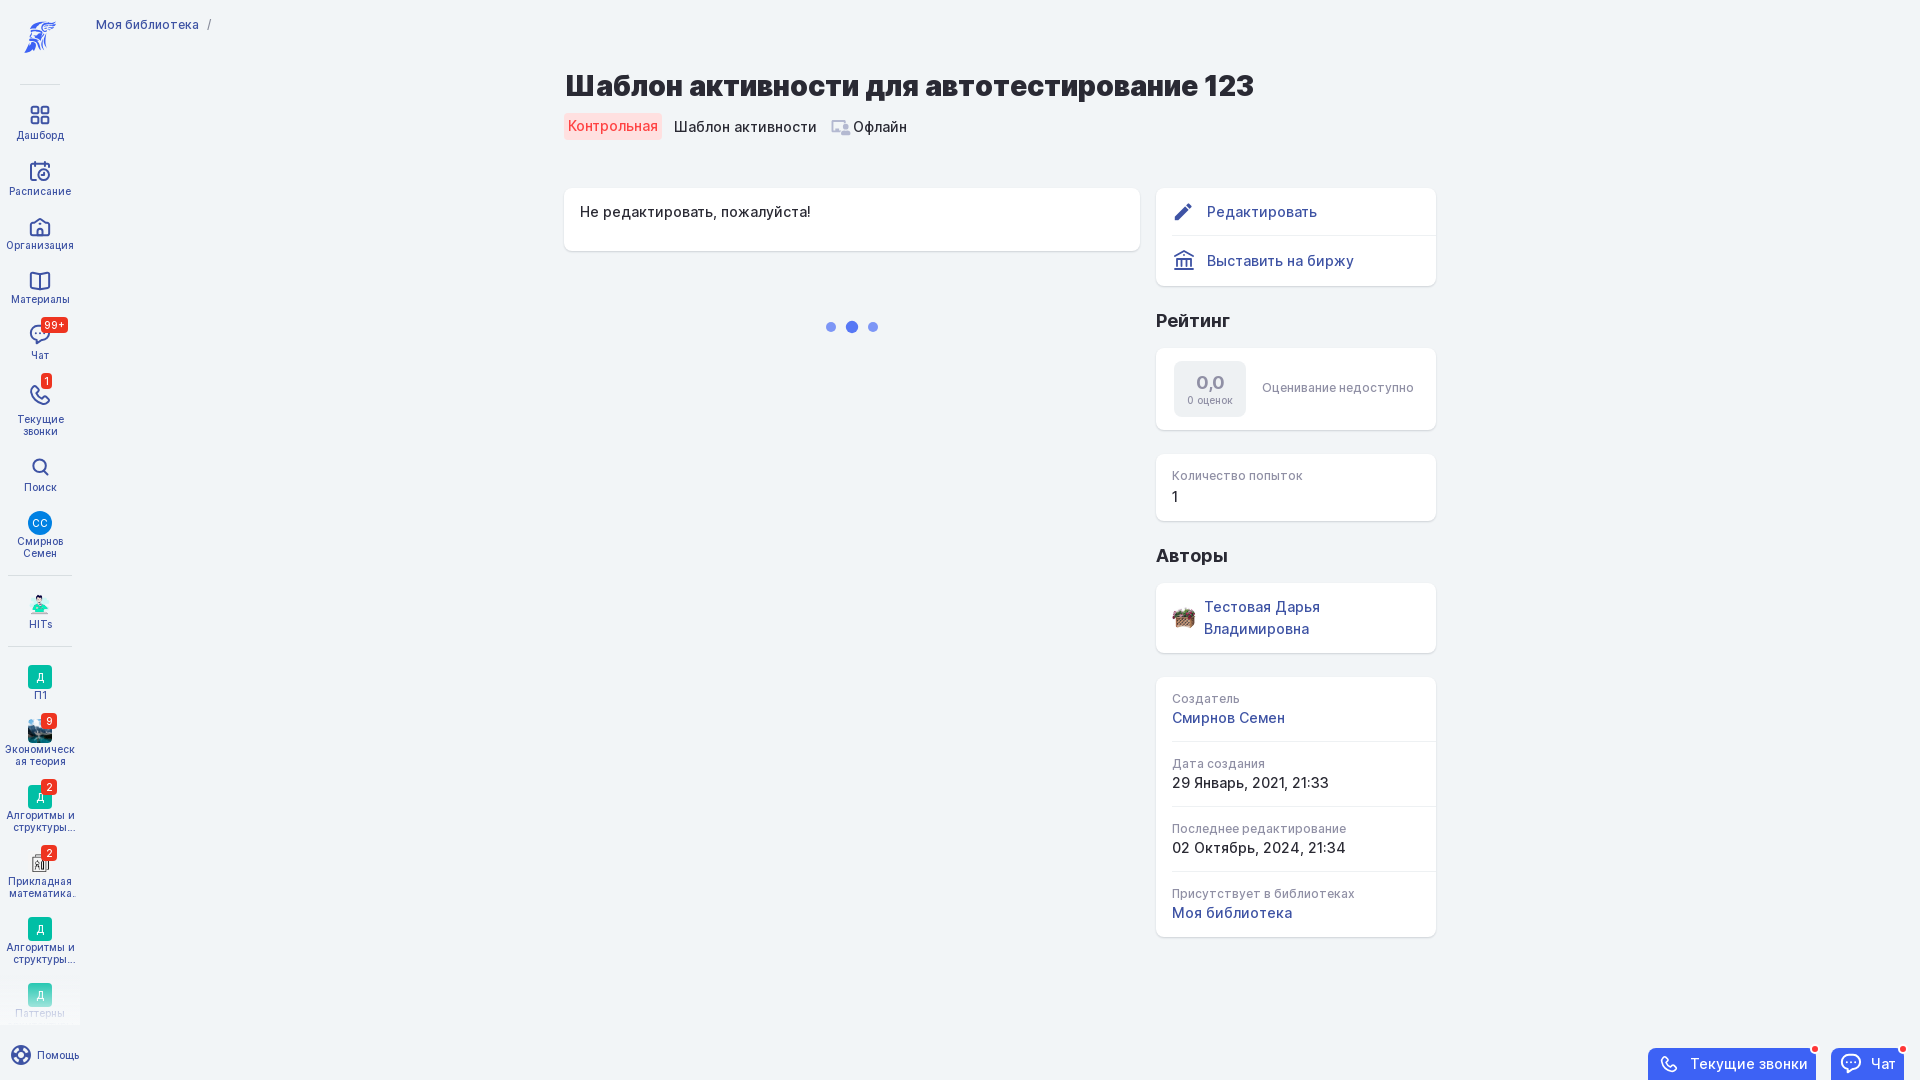 Моя библиотека /
Шаблон активности для автотестирование 123
Контрольная Шаблон активности Офлайн
Не редактировать, пожалуйста!
Редактировать
Выставить на биржу
Рейтинг
0,0
0 оценок
Оценивание недоступно
Количество попыток
1
Авторы
Тестовая Дарья
Владимировна
Создатель
Смирнов Семен
Дата создания
29 Январь, 2021, 21:33
Последнее редактирование
02 Октябрь, 2024, 21:34
Присутствует в библиотеках
Моя библиотека
Дашборд
Расписание
Организация
Материалы
99+
Чат
1
Текущие
звонки
Поиск
СС
Смирнов
Семен
HITs
Д
П1
9
Экономическ
ая теория
2
Д
Алгоритмы и
структуры...
2
Прикладная
математика.
Д
Алгоритмы и
структуры...
Д
Паттерны
Помощь
Текущие звонки
Чат